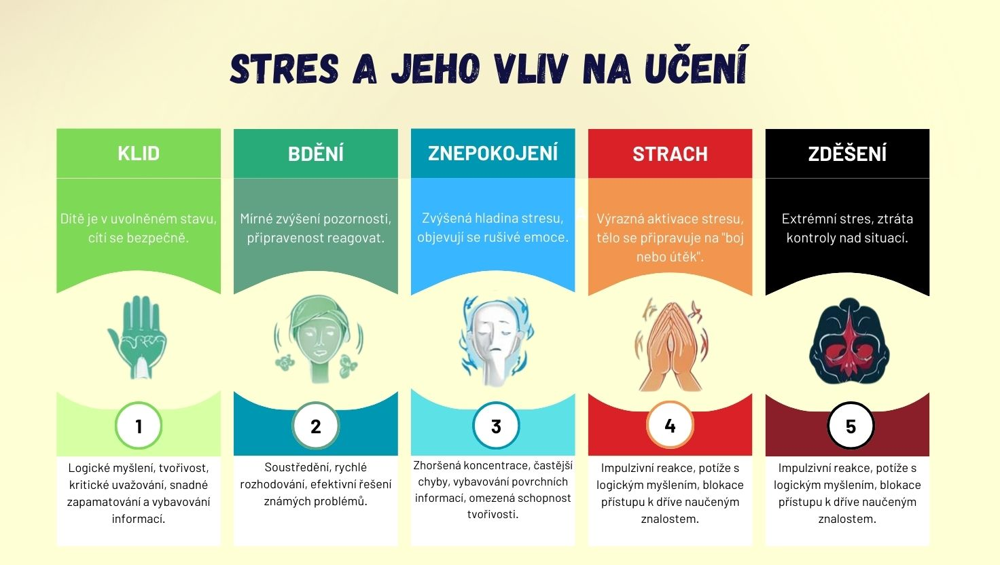 STRES A JEHO VLIV NA UČENÍ
KLID
Dítě je v uvolněném stavu,
cítí se bezpečně.
1
Logické myšlení, tvořivost,
kritické uvažování, snadné
zapamatování a vybavování
informací.
BDĚNÍ
Mírné zvýšení pozornosti,
připravenost reagovat.
2
Soustředění, rychlé
rozhodování, efektivní řešení
známých problémů.
ZNEPOKOJENÍ
Zvýšená hladina stresu,
objevují se rušivé emoce.
3
Zhoršená koncentrace, častější
chyby, vybavování povrchních
informací, omezená schopnost
tvořivosti.
STRACH
Výrazná aktivace stresu,
tělo se připravuje na "boj
nebo útěk".
4
Impulzivní reakce, potíže s
logickým myšlením, blokace
přístupu k dříve naučeným
znalostem.
ZDĚŠENÍ
Extrémní stres, ztráta
kontroly nad situací.
5
Impulzivní reakce, potíže s
logickým myšlením, blokace
přístupu k dříve naučeným
znalostem.